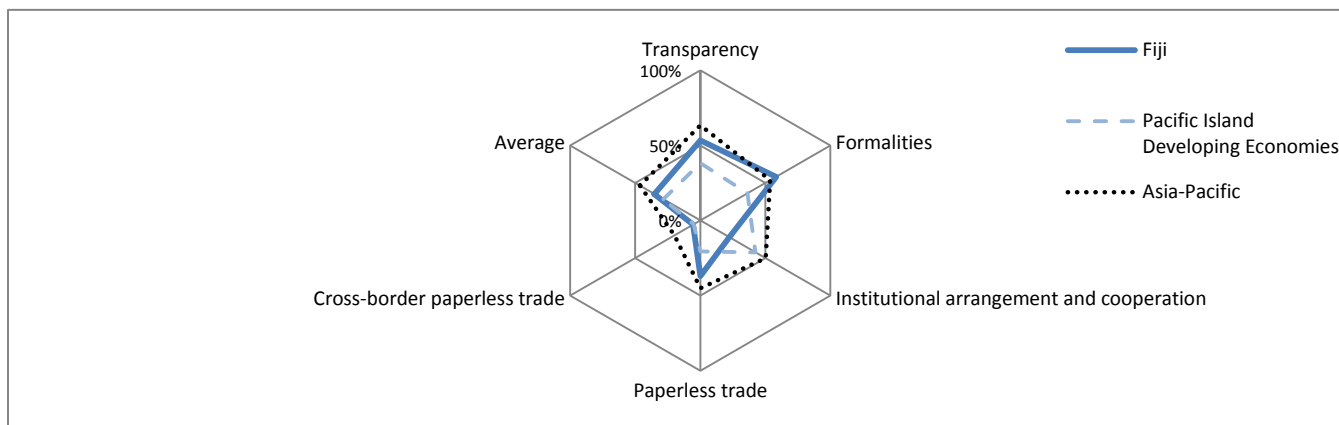 Transparency
100%
50%
0%
Average
Formalities
Cross-border paperless trade
Institutional arrangement and cooperation
Paperless trade
Fiji
Pacific Island
Developing Economies
Asia-Pacific